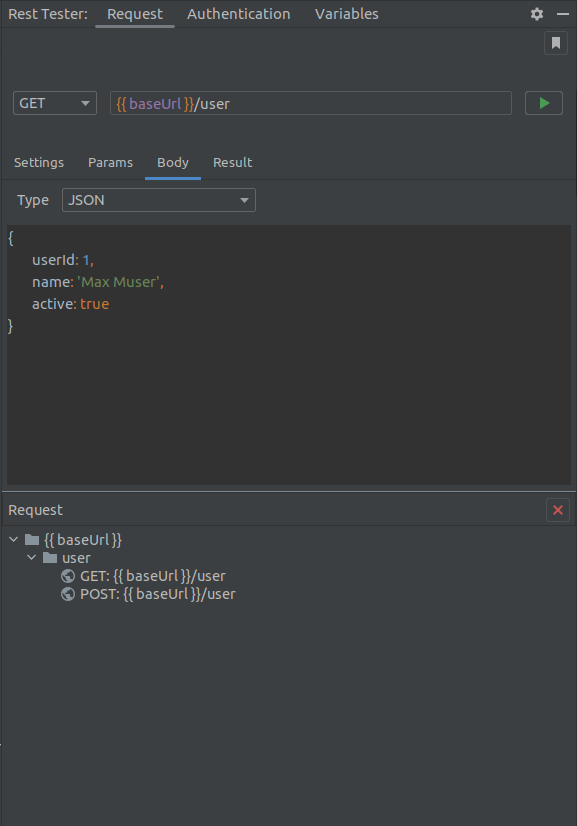 Rest Tester: Request Authentication Variables
GET {{ baseUrl }}/user
Settings Params Body Result
Type JSON
{
userId: 1,
name: 'Max Muser',
active: true
}
Request
{{ baseUrl }}
user
GET: {{ baseUrl }}/user
POST: {{ baseUrl }}/user